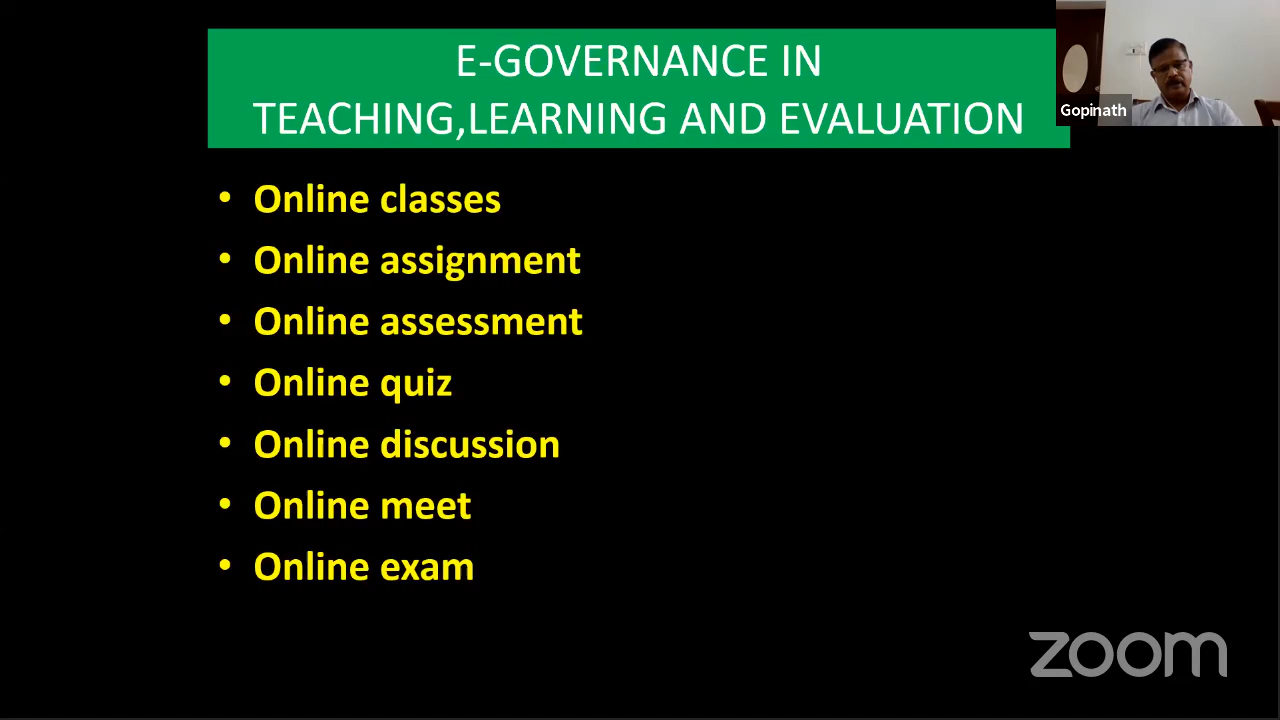 E-GOVERNANCE IN
TEACHING,LEARNING AND EVALUATION
Gopinath
• Online classes
• Online assignment
• Online assessment
• Online quiz
• Online discussion
• Online meet
• Online exam
zoom